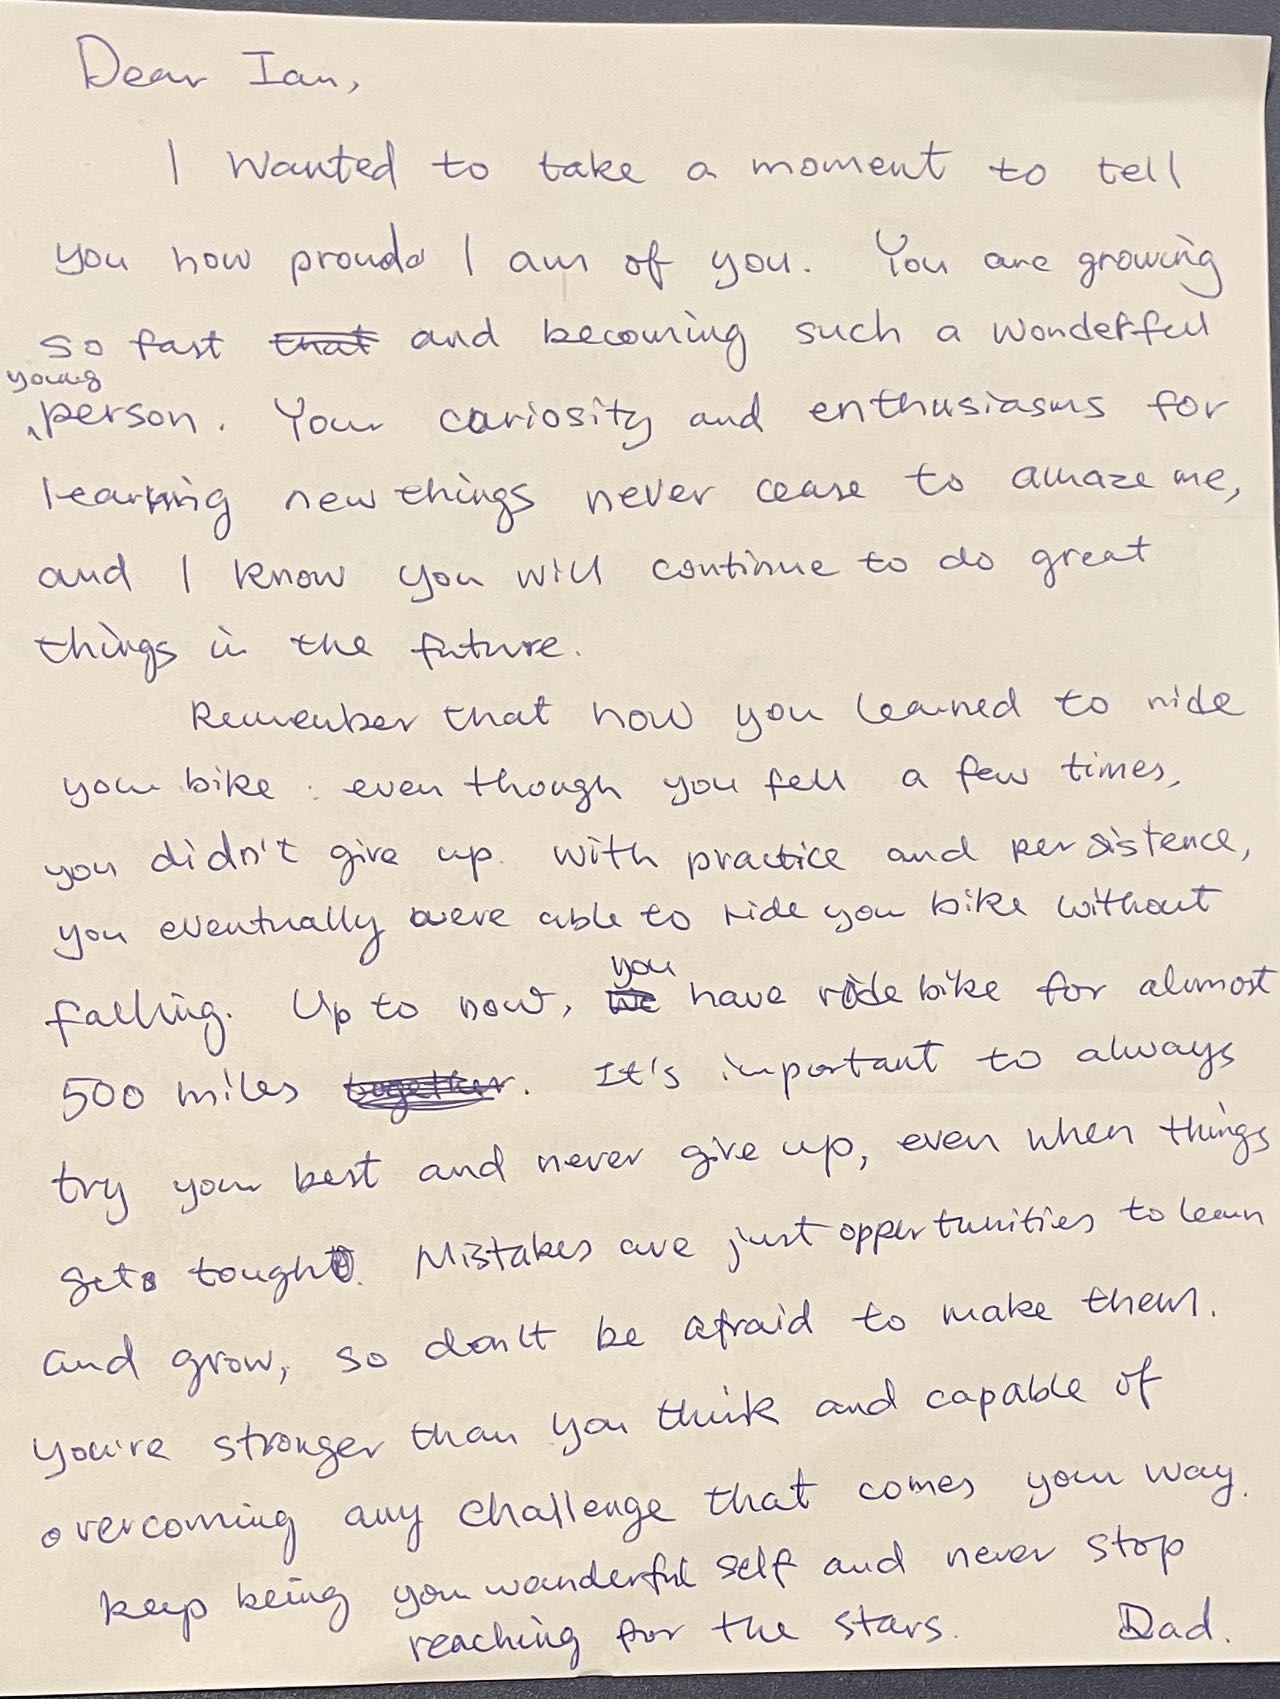 Dear Ian,
I wanted to take a moment to tell
you how proud I am of you. You are growing
so fast that and becoming such a wonderful
young
person. Your curiosity and enthusiasms for
learning new things never cease to amaze me,
and I know you will continue to do great
things in the future.
Remember that how you learned to ride
your bike: even though you fell a few times,
you didn't give up. With practice and persistence,
you eventually were able to ride you bike without
you
falling. Up to now, we have ride bike for almost
500 miles together. It's important to always
try your best and never give up, even when things
gets tough. Mistakes are just opportunities to learn
and grow, so don't be afraid to make them.
you're stronger than you think and capable of
overcoming any challenge that comes your way.
keep being your wonderful self and never stop
reaching for the stars. Dad.